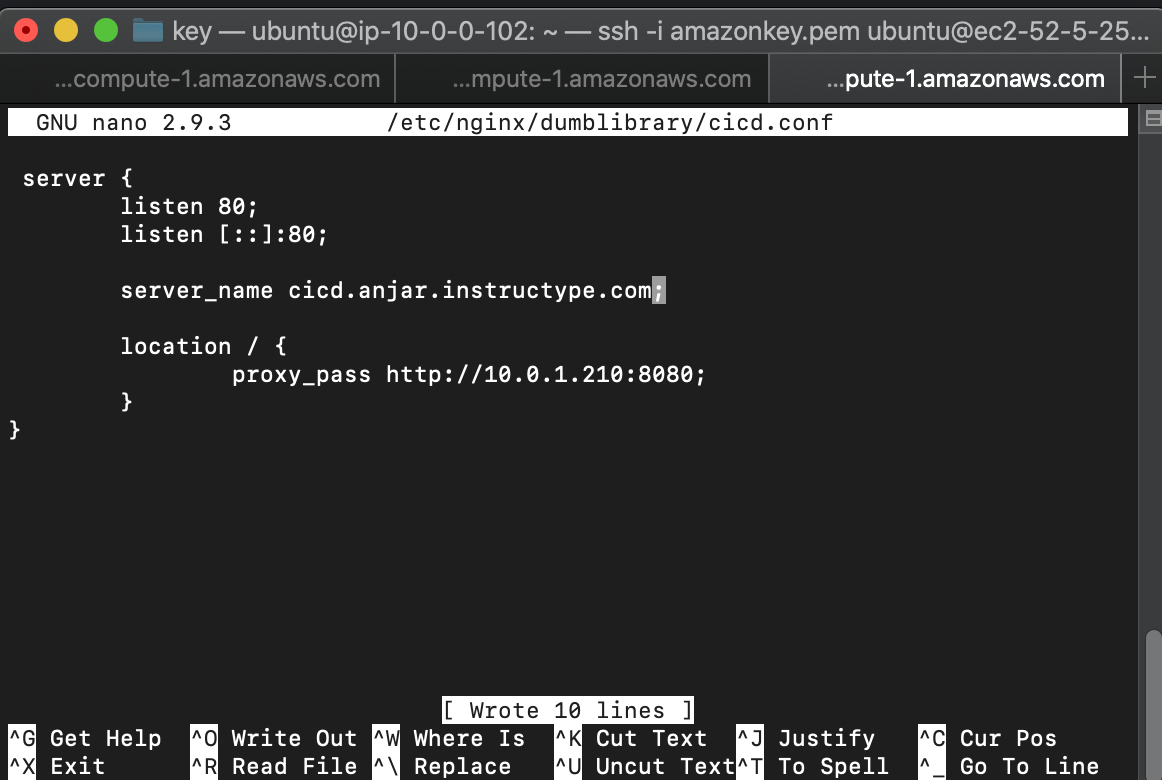 key — ubuntu@ip-10-0-0-102: ~ — ssh -i amazonkey.pem ubuntu@ec2-52-5-25...
...compute-1.amazonaws.com ...mpute-1.amazonaws.com ...pute-1.amazonaws.com +
GNU nano 2.9.3 /etc/nginx/dumblibrary/cicd.conf
server {
listen 80;
listen [::]:80;
server_name cicd.anjar.instructype.com;
location / {
proxy_pass http://10.0.1.210:8080;
}
}
[ Wrote 10 lines ]
^G Get Help ^O Write Out ^W Where Is ^K Cut Text ^J Justify ^C Cur Pos
^X Exit ^R Read File ^\ Replace ^U Uncut Text^T To Spell ^_ Go To Line